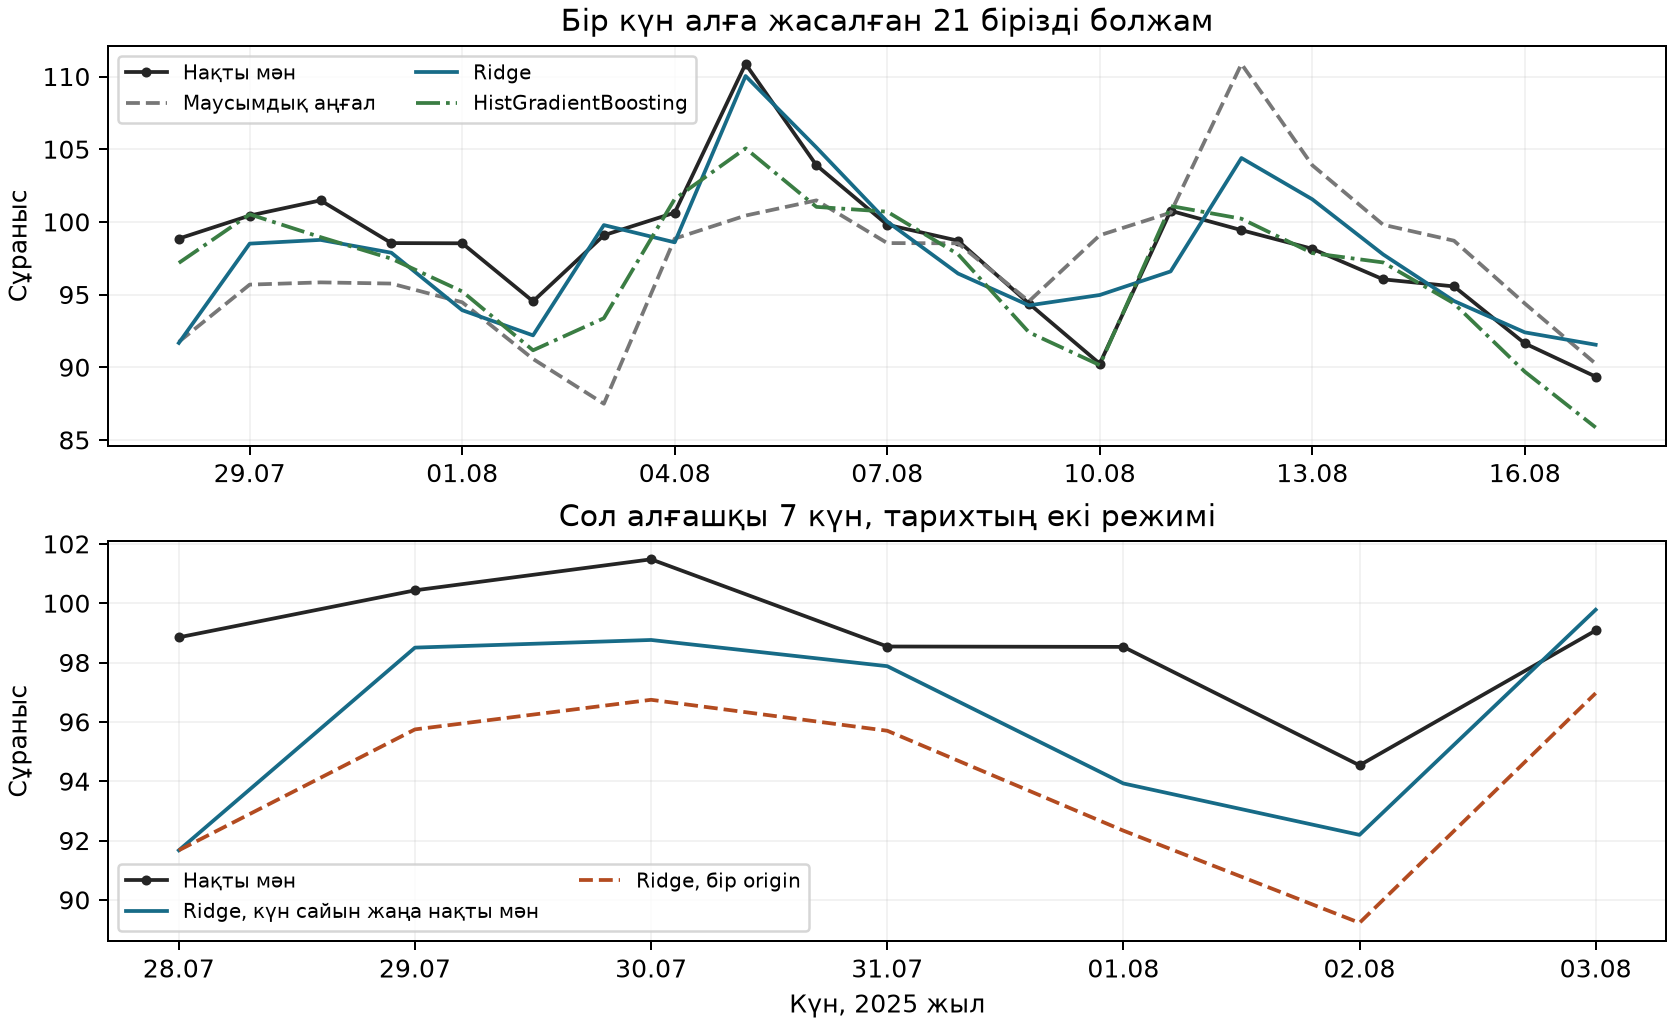 Бір күн алға жасалған 21 бірізді болжам
Сұраныс
110
105
100
95
90
85
Нақты мән
Маусымдық аңғал
Ridge
HistGradientBoosting
29.07
01.08
04.08
07.08
10.08
13.08
16.08
Сол алғашқы 7 күн, тарихтың екі режимі
Сұраныс
102
100
98
96
94
92
90
Нақты мән
Ridge, күн сайын жаңа нақты мән
Ridge, бір origin
28.07
29.07
30.07
31.07
01.08
02.08
03.08
Күн, 2025 жыл